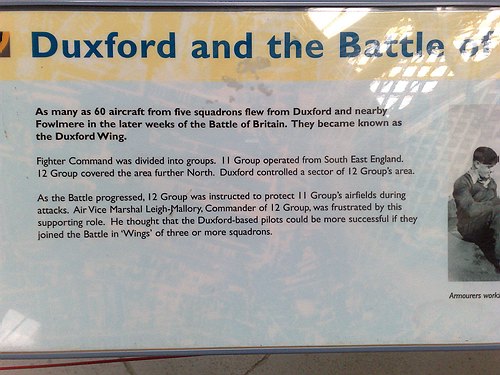 Duxford and the Battle of
As many as 60 aircraft from five squadrons flew from Duxford and nearby
Fowlmere in the later weeks of the Battle of Britain. They became known as
the Duxford Wing.
Fighter Command was divided into groups. 11 Group operated from South East England.
12 Group covered the area further North. Duxford controlled a sector of 12 Group's area.
As the Battle progressed, 12 Group was instructed to protect 11 Group's airfields during
attacks. Air Vice Marshal Leigh-Mallory, Commander of 12 Group, was frustrated by this
supporting role. He thought that the Duxford-based pilots could be more successful if they
joined the Battle in 'Wings' of three or more squadrons.
Armourers